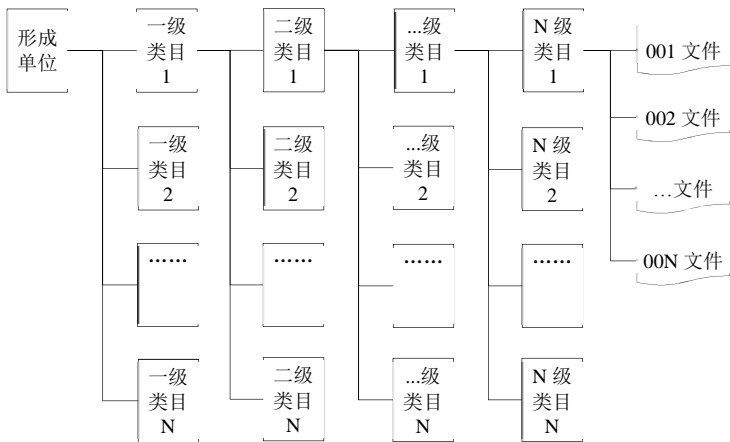 形成
单位
一级
类目
1
二级
类目
1
...级
类目
1
N 级
类目
1
001 文件
002 文件
一级
类目
2
二级
类目
2
...级
类目
2
N 级
类目
2
…文件
……
……
……
……
00N 文件
一级
类目
N
二级
类目
N
...级
类目
N
N 级
类目
N